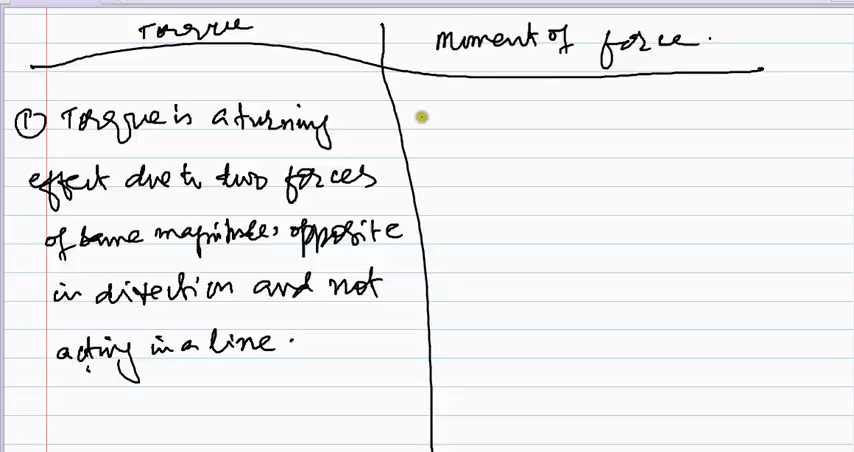 Torque
Moment of force.
① Torque is a turning
effect due to two forces
of same magnitude, opposite
in direction and not
acting in a line.